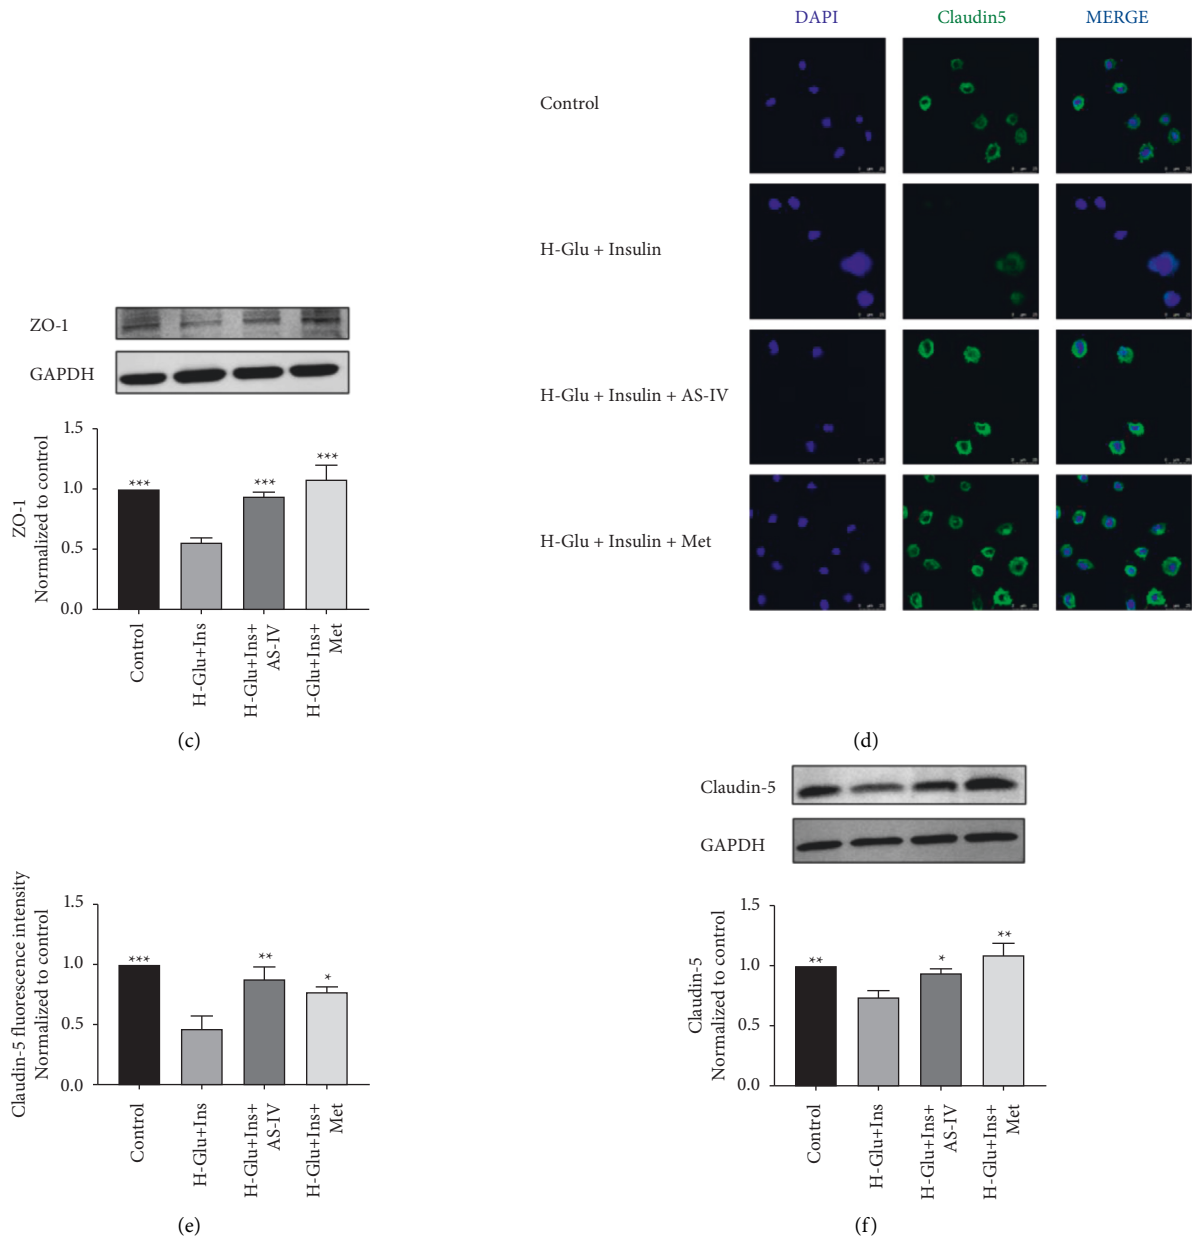 DAPI Claudin5 MERGE
Control
H-Glu + Insulin
H-Glu + Insulin + AS-IV
H-Glu + Insulin + Met
(d)
ZO-1
GAPDH
ZO-1
Normalized to control
1.5
1.0
0.5
0.0
*** *** ***
Control
H-Glu+Ins
H-Glu+Ins+
AS-IV
H-Glu+Ins+
Met
(c)
Claudin-5 fluorescence intensity
Normalized to control
1.5
1.0
0.5
0.0
*** ** *
Control
H-Glu+Ins
H-Glu+Ins+
AS-IV
H-Glu+Ins+
Met
(e)
Claudin-5
GAPDH
Claudin-5
Normalized to control
1.5
1.0
0.5
0.0
** * **
Control
H-Glu+Ins
H-Glu+Ins+
AS-IV
H-Glu+Ins+
Met
(f)